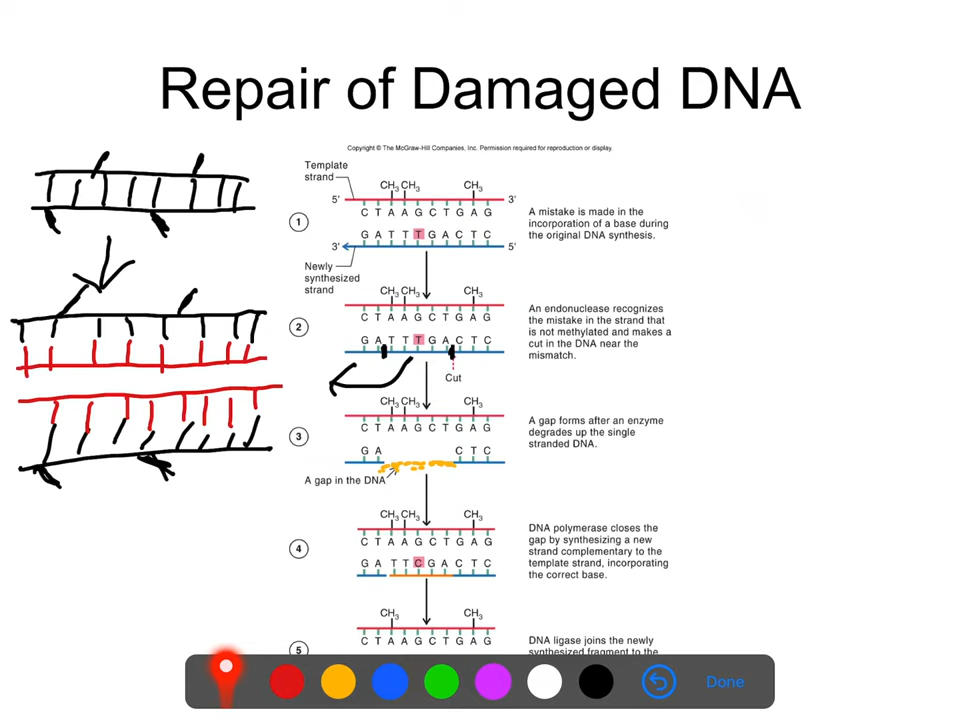 Repair of Damaged DNA
Copyright © The McGraw-Hill Companies, Inc. Permission required for reproduction or display.
Template
strand
CH3 CH3 CH3
5' 3'
C T A A G C T G A G
1
G A T T T G A C T C
3' 5'
Newly
synthesized
strand
A mistake is made in the
incorporation of a base during
the original DNA synthesis.
CH3 CH3 CH3
C T A A G C T G A G
2
G A T T T G A C T C
Cut
An endonuclease recognizes
the mistake in the strand that
is not methylated and makes a
cut in the DNA near the
mismatch.
CH3 CH3 CH3
C T A A G C T G A G
3
G A C T C
A gap in the DNA
A gap forms after an enzyme
degrades up the single
stranded DNA.
CH3 CH3 CH3
C T A A G C T G A G
4
G A T T C G A C T C
DNA polymerase closes the
gap by synthesizing a new
strand complementary to the
template strand, incorporating
the correct base.
CH3 CH3
C T A A G C T G A G
5
DNA ligase joins the newly
synthesized fragment to the
Done